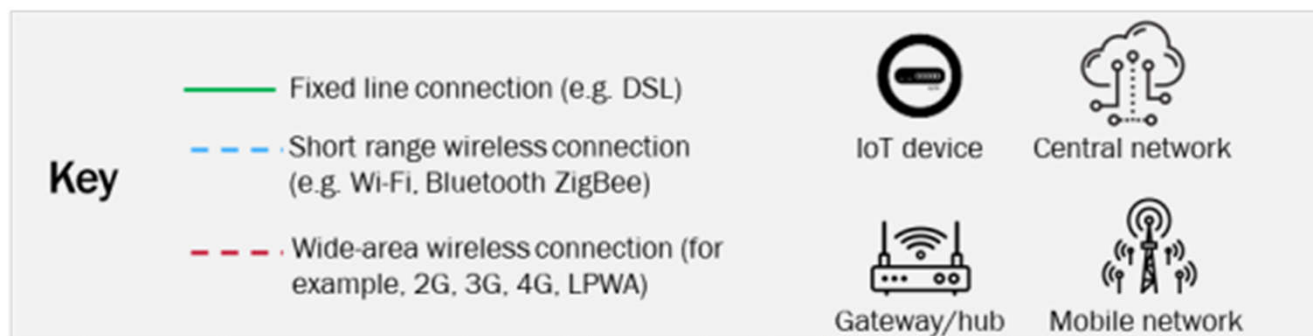 Key
Fixed line connection (e.g. DSL)
Short range wireless connection
(e.g. Wi-Fi, Bluetooth ZigBee)
Wide-area wireless connection (for
example, 2G, 3G, 4G, LPWA)
IoT device
Central network
Gateway/hub
Mobile network